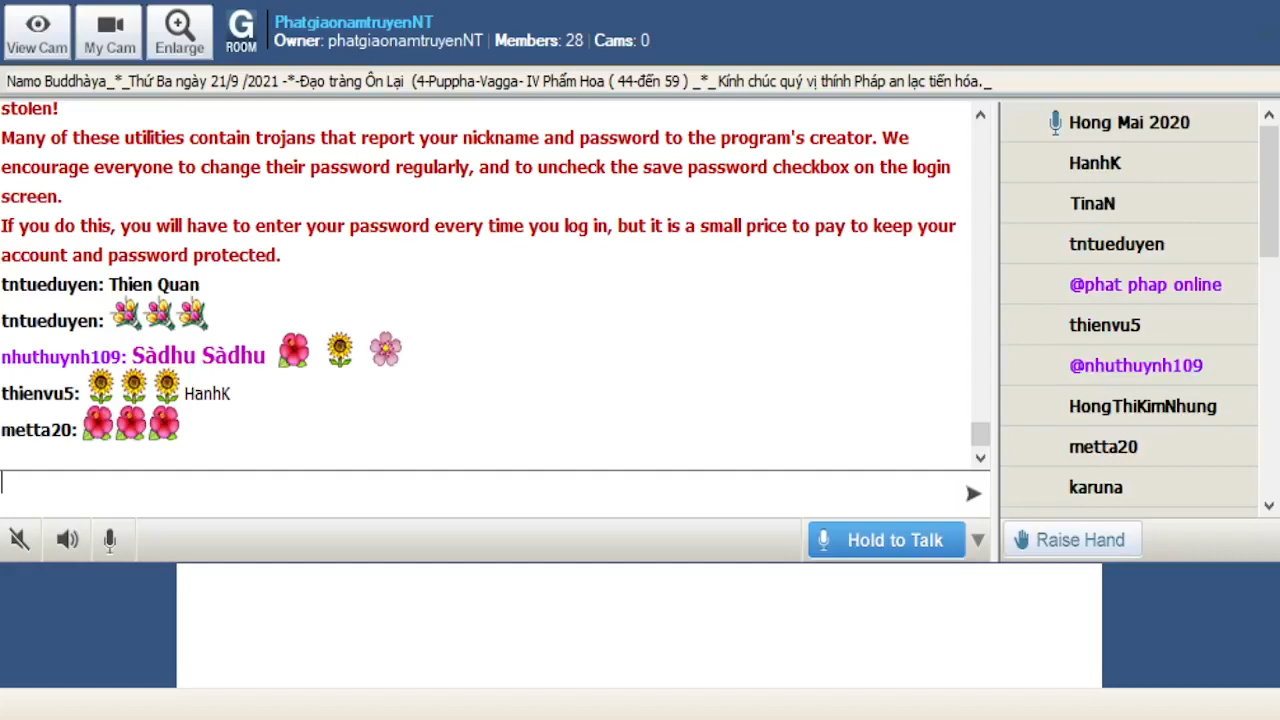 View Cam
My Cam
Enlarge
G
ROOM
PhatgiaonamtruyenNT
Owner: phatgiaonamtruyenNT | Members: 28 | Cams: 0
Namo Buddhàya_*_Thứ Ba ngày 21/9 /2021 -*-Đạo tràng Ôn Lại (4-Puppha-Vagga- IV Phẩm Hoa ( 44-đến 59 ) _*_Kính chúc quý vị thính Pháp an lạc tiến hóa._
stolen!
Many of these utilities contain trojans that report your nickname and password to the program's creator. We
encourage everyone to change their password regularly, and to uncheck the save password checkbox on the login
screen.
If you do this, you will have to enter your password every time you log in, but it is a small price to pay to keep your
account and password protected.
tntueduyen: Thien Quan
tntueduyen:
nhuthuynh109: Sàdhu Sàdhu
thienvu5: HanhK
metta20:
Hold to Talk
Hong Mai 2020
HanhK
TinaN
tntueduyen
@phat phap online
thienvu5
@nhuthuynh109
HongThiKimNhung
metta20
karuna
Raise Hand